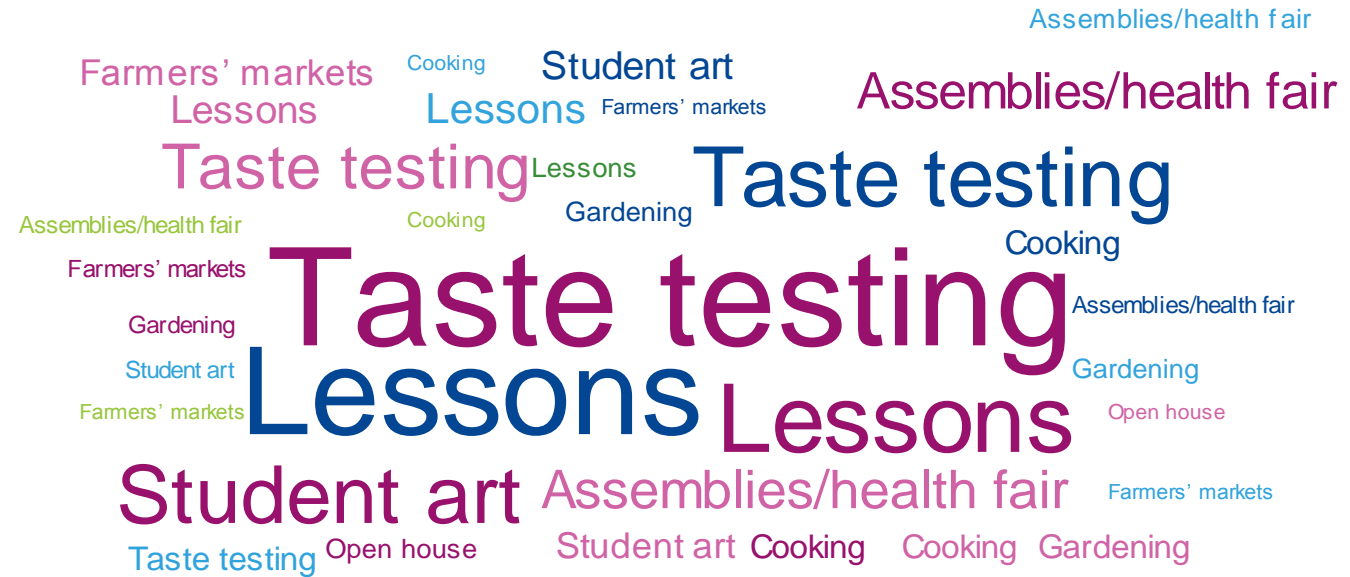 Assemblies/health fair
Farmers’ markets
Cooking
Student art
Assemblies/health fair
Lessons
Lessons
Farmers’ markets
Taste testing
Lessons
Taste testing
Assemblies/health fair
Cooking
Gardening
Cooking
Farmers’ markets
Taste testing
Assemblies/health fair
Gardening
Student art
Gardening
Farmers’ markets
Lessons
Lessons
Open house
Student art
Assemblies/health fair
Farmers’ markets
Taste testing
Open house
Student art
Cooking
Cooking
Gardening